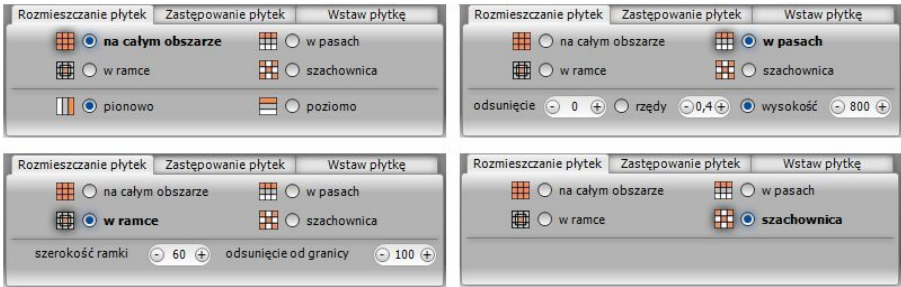 Rozmieszczanie płytek Zastępowanie płytek Wstaw płytkę
na całym obszarze w pasach
w ramce szachownica
pionowo poziomo
Rozmieszczanie płytek Zastępowanie płytek Wstaw płytkę
na całym obszarze w pasach
w ramce szachownica
odsunięcie - 0 + rzędy -0,4+ wysokość - 800 +
Rozmieszczanie płytek Zastępowanie płytek Wstaw płytkę
na całym obszarze w pasach
w ramce szachownica
szerokość ramki - 60 + odsunięcie od granicy - 100 +
Rozmieszczanie płytek Zastępowanie płytek Wstaw płytkę
na całym obszarze w pasach
w ramce szachownica